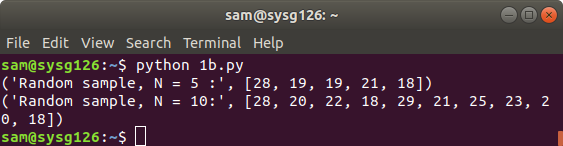 sam@sysg126: ~
File Edit View Search Terminal Help
sam@sysg126:~$ python 1b.py
('Random sample, N = 5 :', [28, 19, 19, 21, 18])
('Random sample, N = 10:', [28, 20, 22, 18, 29, 21, 25, 23, 2
0, 18])
sam@sysg126:~$